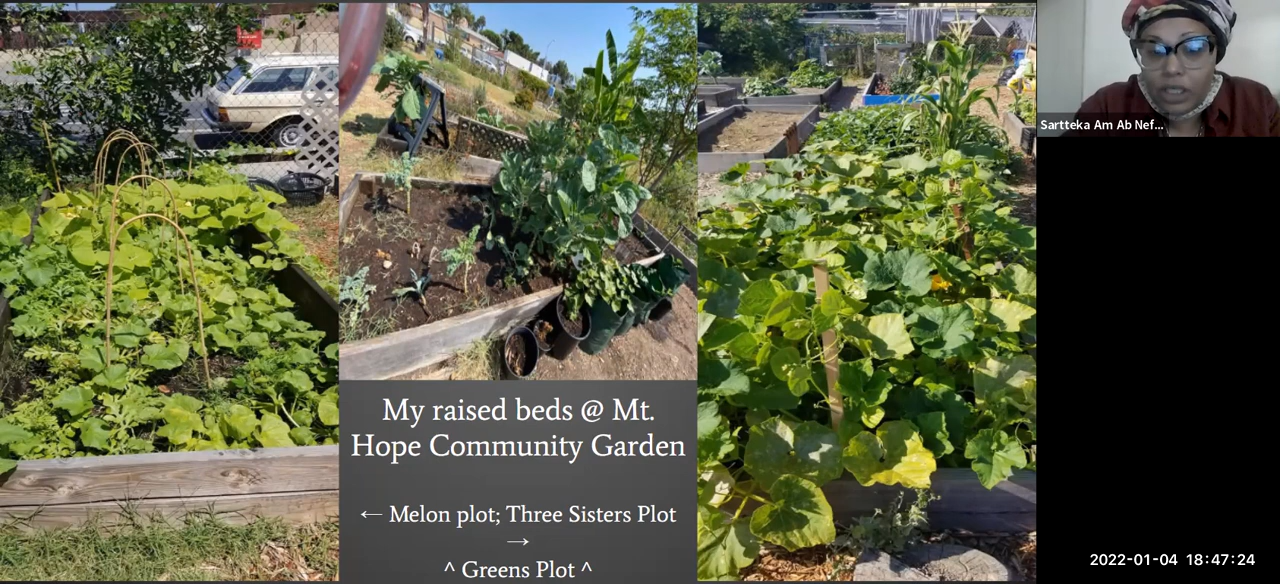 My raised beds @ Mt.
Hope Community Garden
← Melon plot; Three Sisters Plot
→
^ Greens Plot ^
Sartteka Am Ab Nef...
2022-01-04 18:47:24